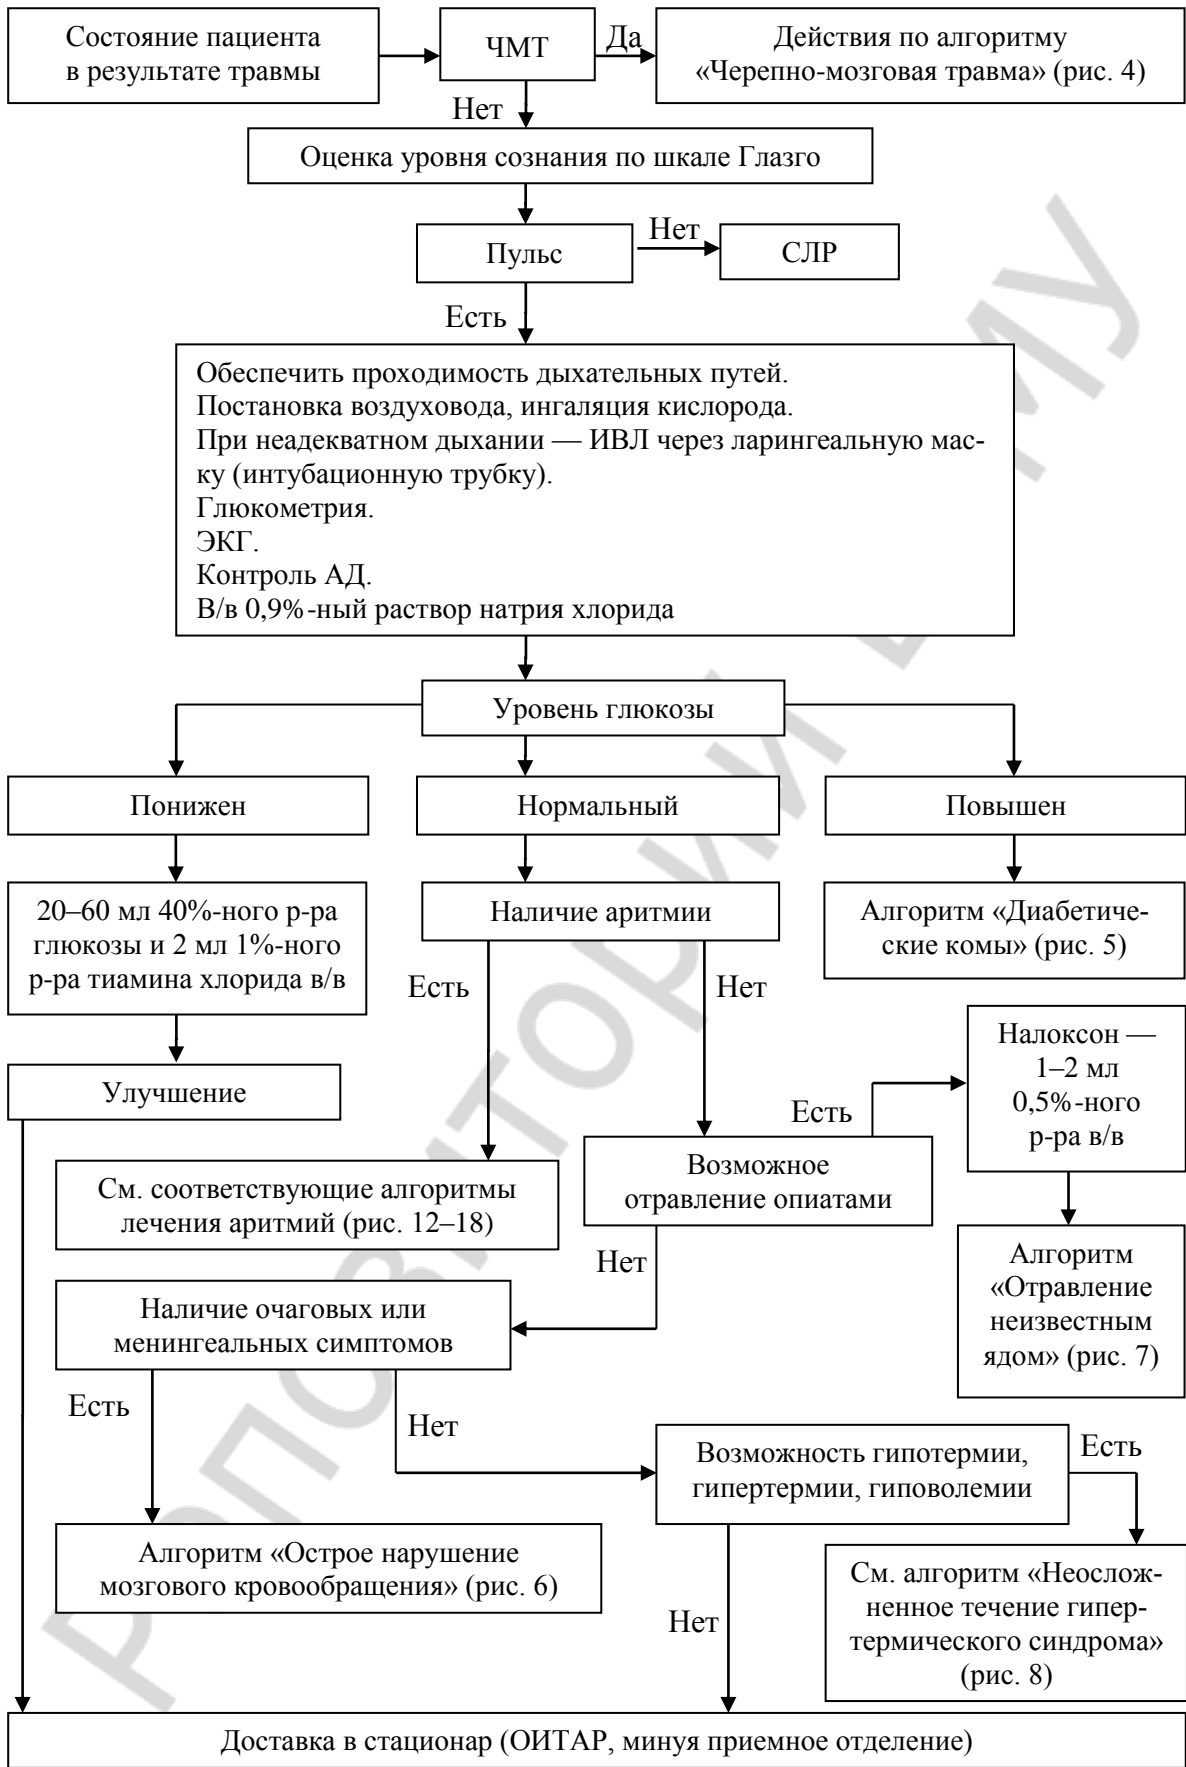 Состояние пациента
в результате травмы
ЧМТ
Да
Действия по алгоритму
«Черепно-мозговая травма» (рис. 4)
Нет
Оценка уровня сознания по шкале Глазго
Пульс
Нет
СЛР
Есть
Обеспечить проходимость дыхательных путей.
Постановка воздуховода, ингаляция кислорода.
При неадекватном дыхании — ИВЛ через ларингеальную мас-
ку (интубационную трубку).
Глюкометрия.
ЭКГ.
Контроль АД.
В/в 0,9%-ный раствор натрия хлорида
Уровень глюкозы
Понижен
Нормальный
Повышен
20–60 мл 40%-ного р-ра
глюкозы и 2 мл 1%-ного
р-ра тиамина хлорида в/в
Наличие аритмии
Алгоритм «Диабетиче-
ские комы» (рис. 5)
Есть
Нет
Улучшение
Есть
Налоксон —
1–2 мл
0,5%-ного
р-ра в/в
См. соответствующие алгоритмы
лечения аритмий (рис. 12–18)
Возможное
отравление опиатами
Нет
Алгоритм
«Отравление
неизвестным
ядом» (рис. 7)
Наличие очаговых или
менингеальных симптомов
Есть
Нет
Возможность гипотермии,
гипертермии, гиповолемии
Есть
Алгоритм «Острое нарушение
мозгового кровообращения» (рис. 6)
Нет
См. алгоритм «Неослож-
ненное течение гипер-
термического синдрома»
(рис. 8)
Доставка в стационар (ОИТАР, минуя приемное отделение)